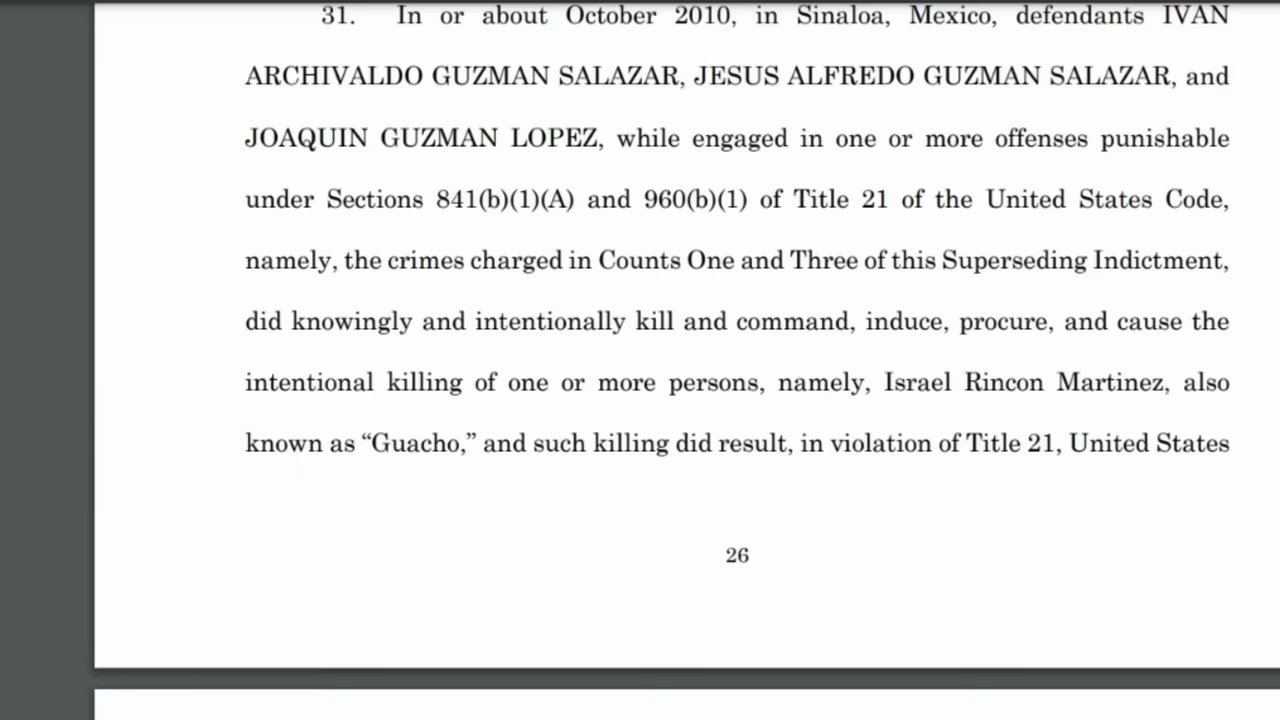 31. In or about October 2010, in Sinaloa, Mexico, defendants IVAN
ARCHIVALDO GUZMAN SALAZAR, JESUS ALFREDO GUZMAN SALAZAR, and
JOAQUIN GUZMAN LOPEZ, while engaged in one or more offenses punishable
under Sections 841(b)(1)(A) and 960(b)(1) of Title 21 of the United States Code,
namely, the crimes charged in Counts One and Three of this Superseding Indictment,
did knowingly and intentionally kill and command, induce, procure, and cause the
intentional killing of one or more persons, namely, Israel Rincon Martinez, also
known as “Guacho,” and such killing did result, in violation of Title 21, United States
26